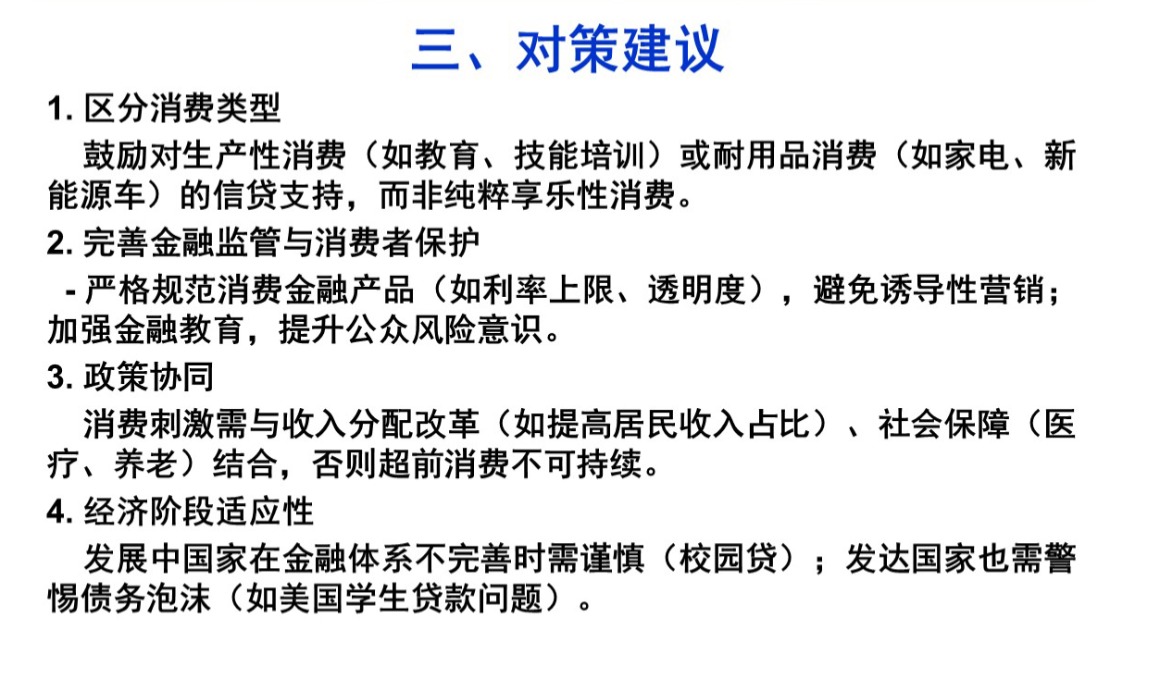 三、对策建议
1. 区分消费类型
鼓励对生产性消费（如教育、技能培训）或耐用品消费（如家电、新
能源车）的信贷支持，而非纯粹享乐性消费。
2. 完善金融监管与消费者保护
- 严格规范消费金融产品（如利率上限、透明度），避免诱导性营销；
加强金融教育，提升公众风险意识。
3. 政策协同
消费刺激需与收入分配改革（如提高居民收入占比）、社会保障（医
疗、养老）结合，否则超前消费不可持续。
4. 经济阶段适应性
发展中国家在金融体系不完善时需谨慎（校园贷）；发达国家也需警
惕债务泡沫（如美国学生贷款问题）。